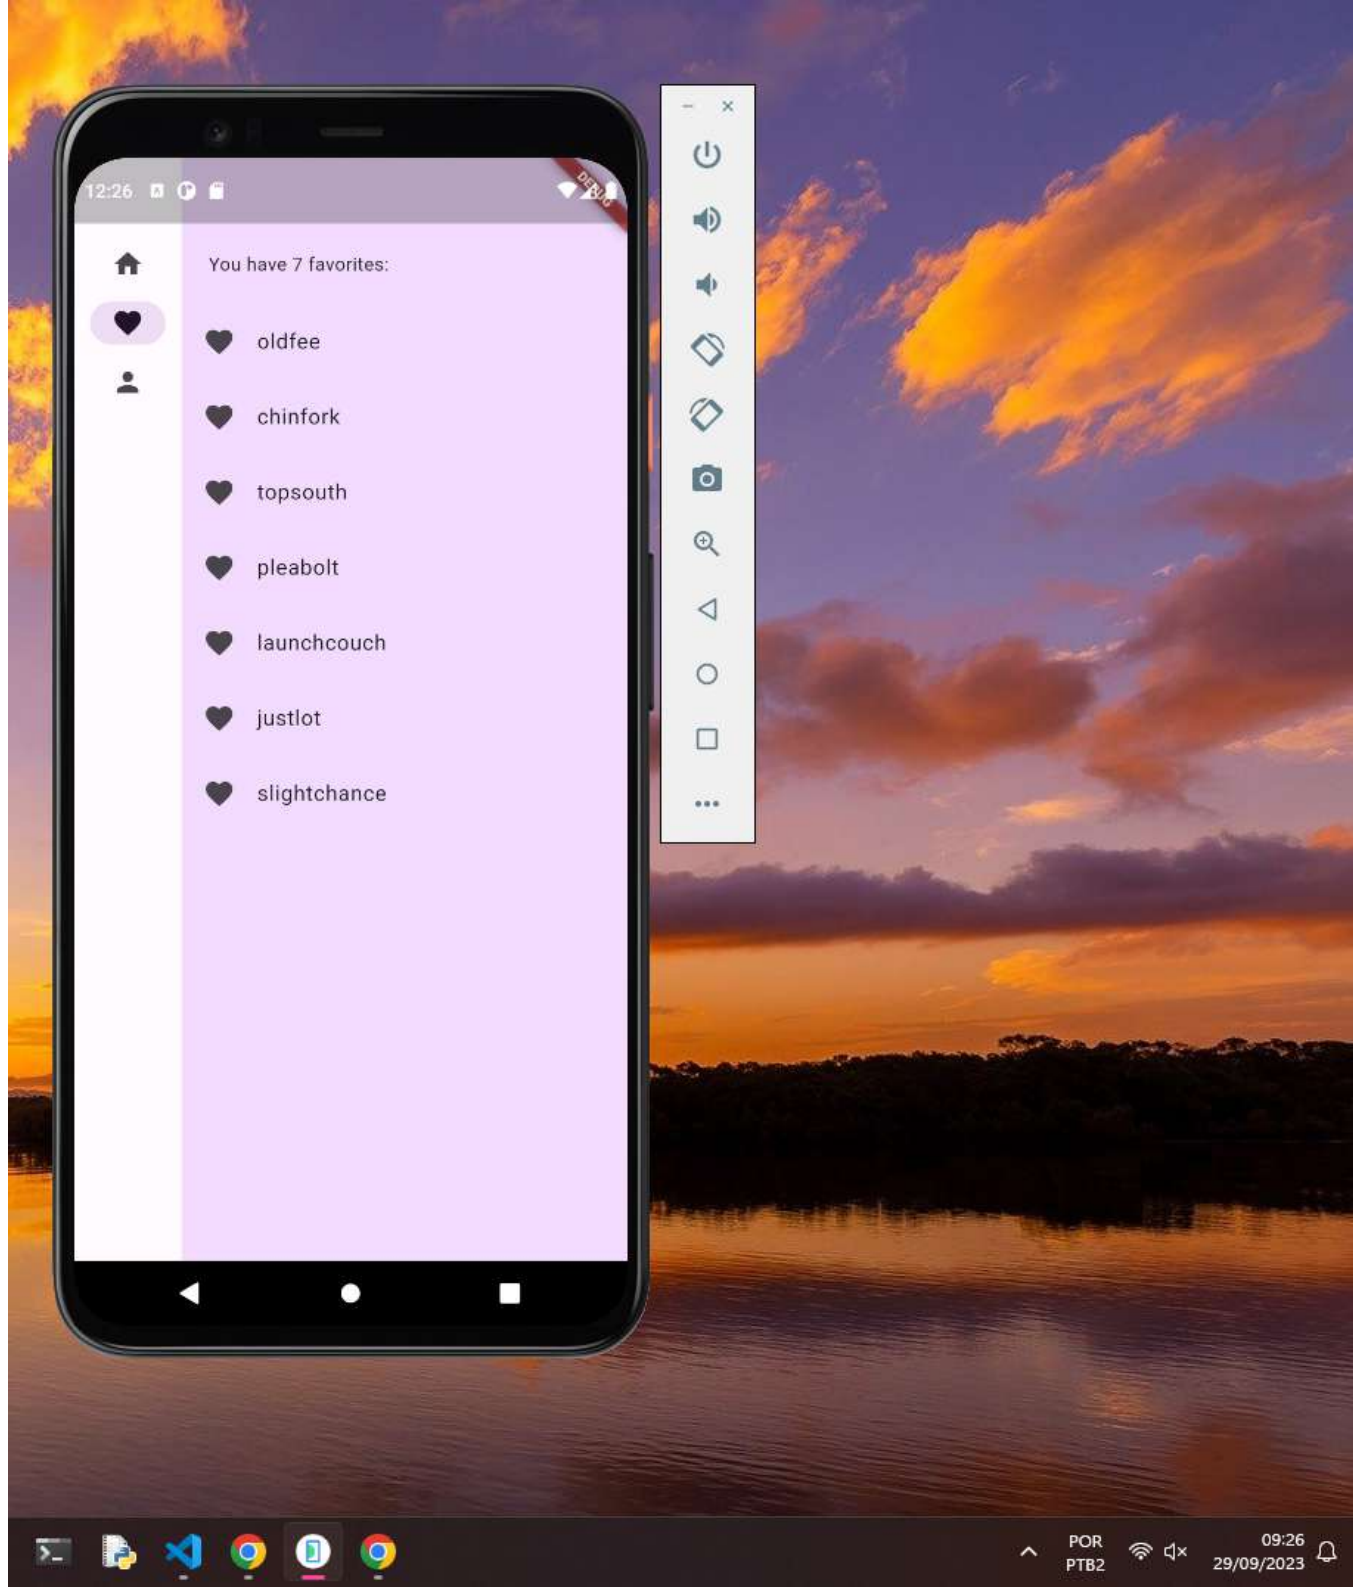 12:26
DEBUG
You have 7 favorites:
oldfee
chinfork
topsouth
pleabolt
launchcouch
justlot
slightchance
POR
PTB2
09:26
29/09/2023